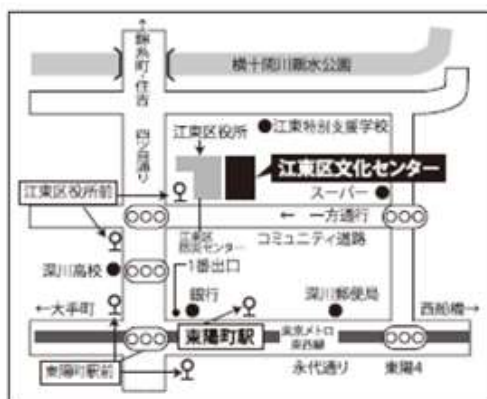 ↑錦糸町・住吉
横十間川親水公園
四ツ目通り
江東区役所
●江東特別支援学校
江東区文化センター
スーパー●
江東区役所前
← 一方通行
江東区
防災センター
コミュニティ道路
深川高校●
1番出口
←大手町
●銀行
深川郵便局
西船橋→
東陽町駅
東京メトロ
東西線
東陽町駅前
永代通り
東陽4